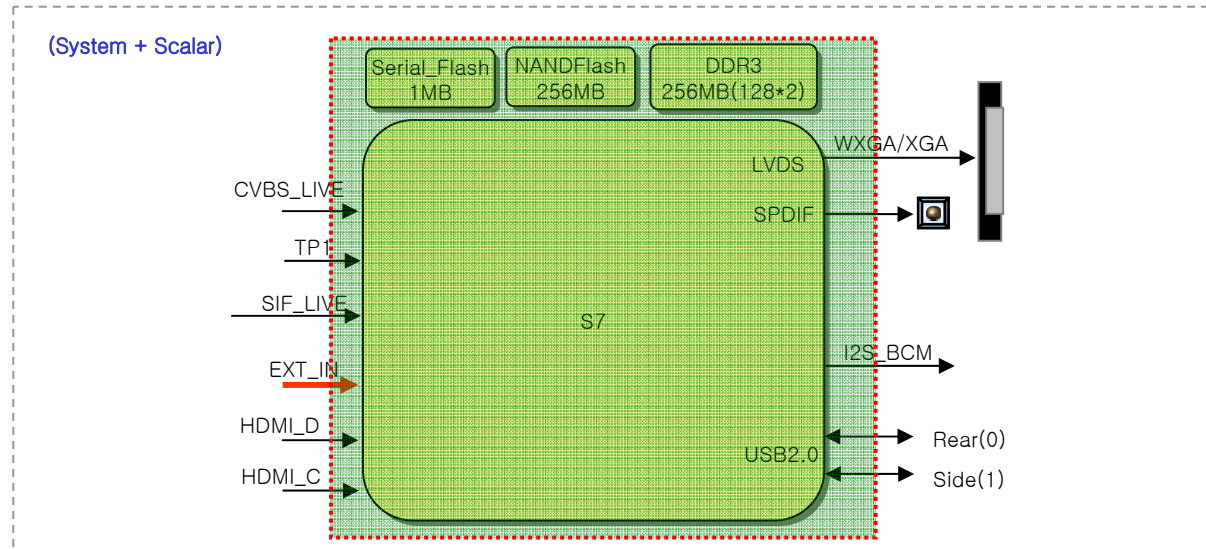 (System + Scalar)
Serial_Flash
1MB
NANDFlash
256MB
DDR3
256MB(128*2)
WXGA/XGA
LVDS
CVBS_LIVE
SPDIF
TP1
SIF_LIVE
S7
I2S_BCM
EXT_IN
HDMI_D
Rear(0)
USB2.0
HDMI_C
Side(1)